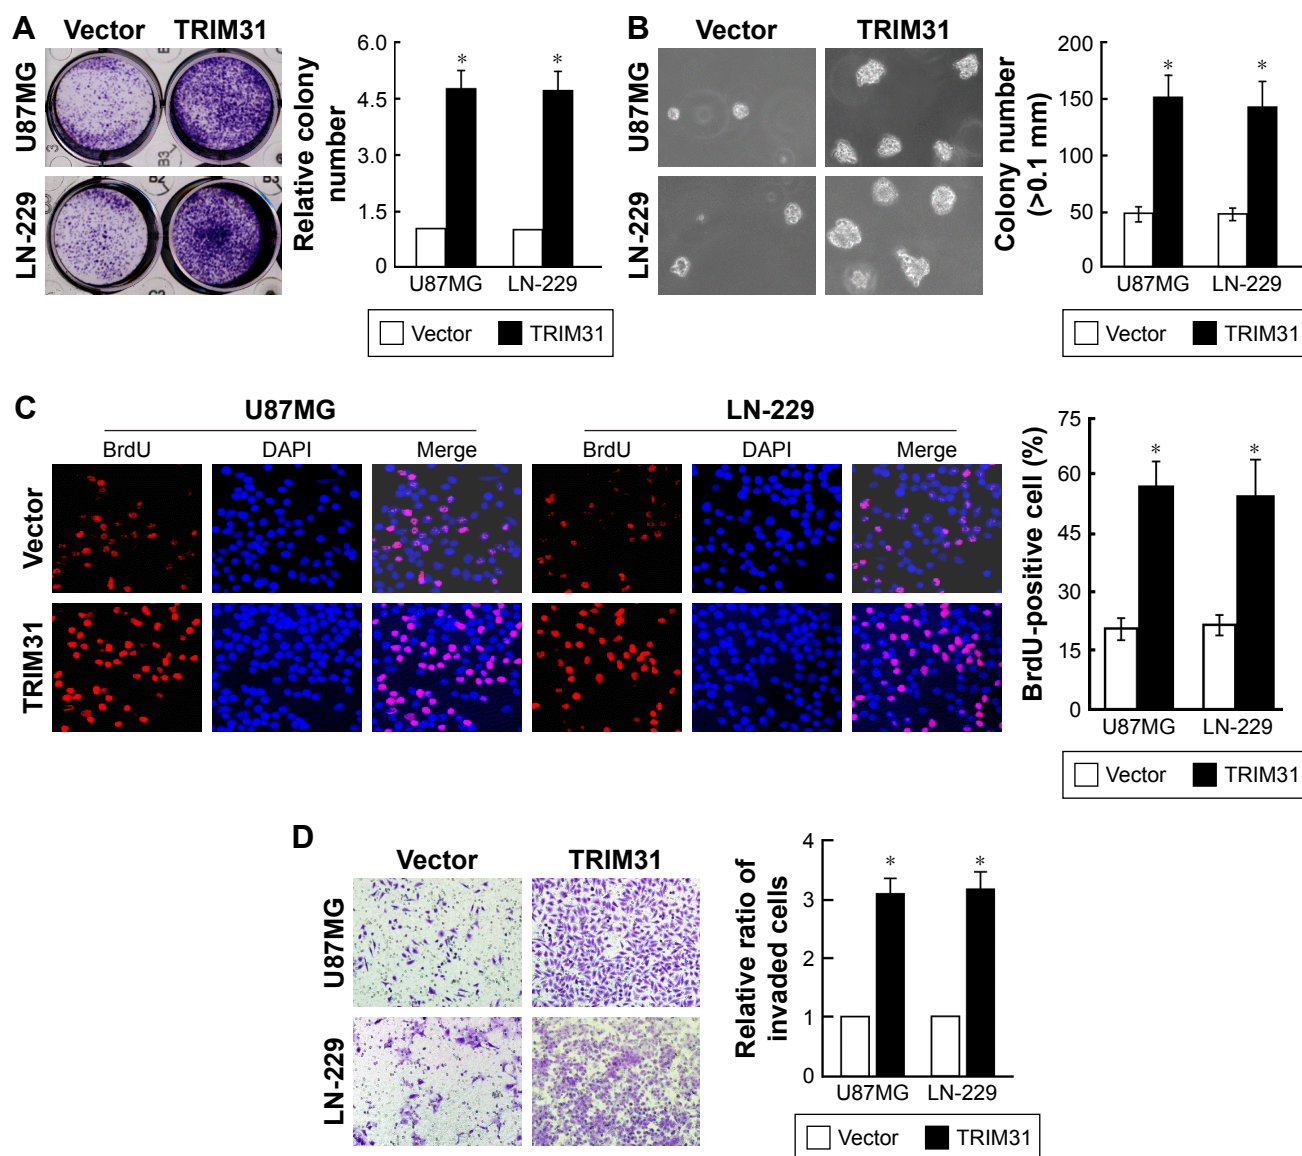 A
Vector TRIM31
U87MG
LN-229
Relative colony
number
6.0
4.5
3.0
1.5
0
*
*
U87MG LN-229
Vector TRIM31
B
Vector TRIM31
U87MG
LN-229
Colony number
(>0.1 mm)
200
150
100
50
0
*
*
U87MG LN-229
Vector TRIM31
C
U87MG LN-229
BrdU DAPI Merge BrdU DAPI Merge
Vector
TRIM31
BrdU-positive cell (%)
75
60
45
30
15
0
*
*
U87MG LN-229
Vector TRIM31
D
Vector TRIM31
U87MG
LN-229
Relative ratio of
invaded cells
4
3
2
1
0
*
*
U87MG LN-229
Vector TRIM31